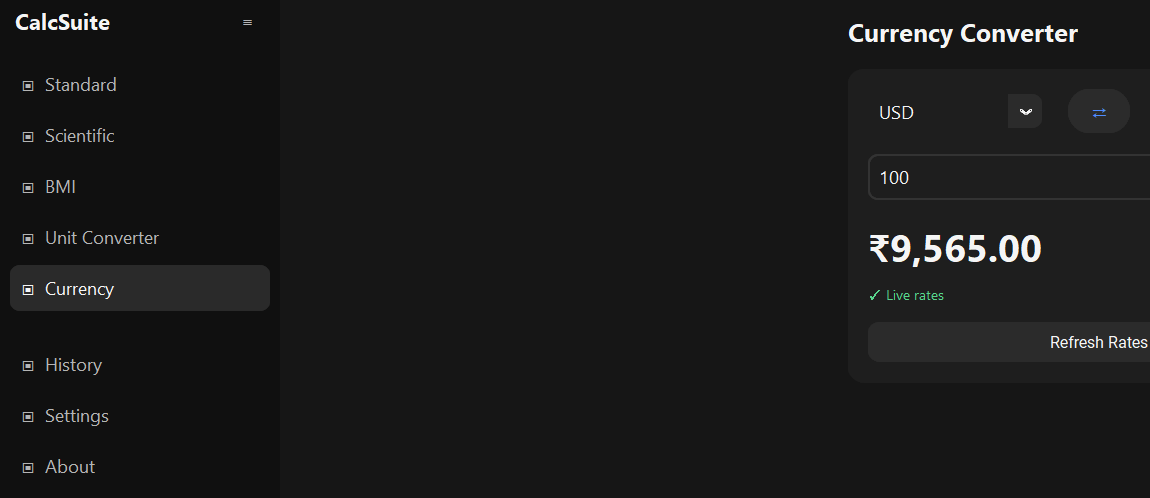 CalcSuite
Standard
Scientific
BMI
Unit Converter
Currency
History
Settings
About
Currency Converter
USD
100
₹9,565.00
✓ Live rates
Refresh Rates